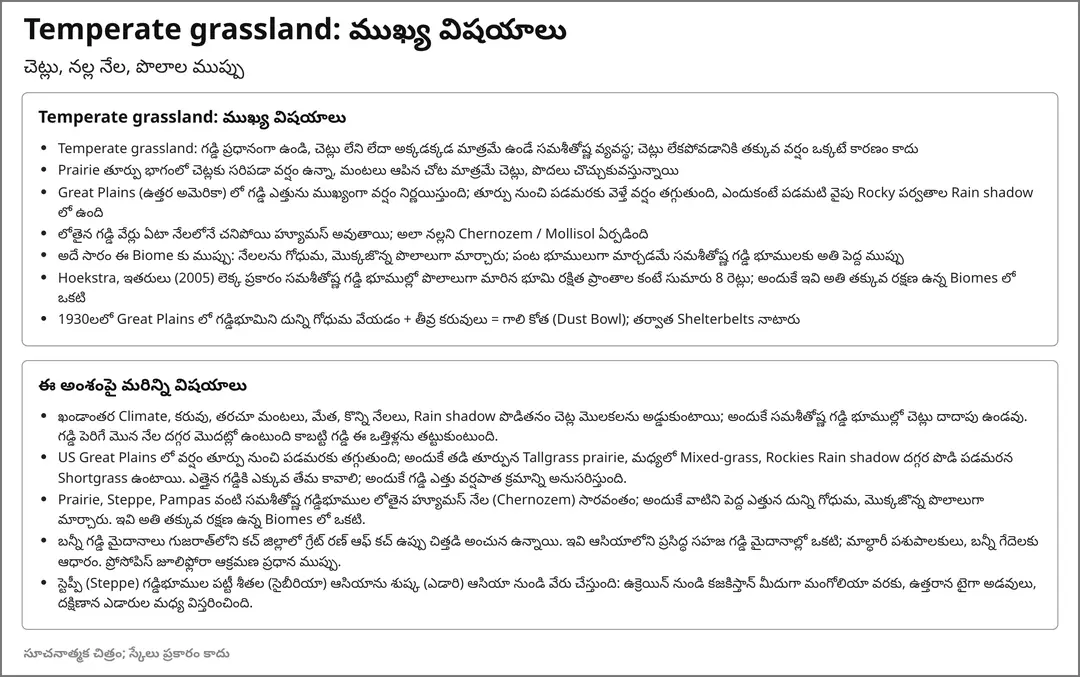 Temperate grassland: ముఖ్య విషయాలు
చెట్లు, నల్ల నేల, పొలాల ముప్పు
Temperate grassland: ముఖ్య విషయాలు
• Temperate grassland: గడ్డి ప్రధానంగా ఉండి, చెట్లు లేని లేదా అక్కడక్కడ మాత్రమే ఉండే సమశీతోష్ణ వ్యవస్థ; చెట్లు లేకపోవడానికి తక్కువ వర్షం ఒక్కటే కారణం కాదు
• Prairie తూర్పు భాగంలో చెట్లకు సరిపడా వర్షం ఉన్నా, మంటలు ఆపిన చోట మాత్రమే చెట్లు, పొదలు చొచ్చుకువస్తున్నాయి
• Great Plains (ఉత్తర అమెరికా) లో గడ్డి ఎత్తును ముఖ్యంగా వర్షం నిర్ణయిస్తుంది; తూర్పు నుంచి పడమరకు వెళ్తే వర్షం తగ్గుతుంది, ఎందుకంటే పడమటి వైపు Rocky పర్వతాల Rain shadow
లో ఉంది
• లోతైన గడ్డి వేర్లు ఏటా నేలలోనే చనిపోయి హ్యూమస్ అవుతాయి; అలా నల్లని Chernozem / Mollisol ఏర్పడింది
• అదే సారం ఈ Biome కు ముప్పు: నేలలను గోధుమ, మొక్కజొన్న పొలాలుగా మార్చారు; పంట భూములుగా మార్చడమే సమశీతోష్ణ గడ్డి భూములకు అతి పెద్ద ముప్పు
• Hoekstra, ఇతరులు (2005) లెక్క ప్రకారం సమశీతోష్ణ గడ్డి భూముల్లో పొలాలుగా మారిన భూమి రక్షిత ప్రాంతాల కంటే సుమారు 8 రెట్లు; అందుకే ఇవి అతి తక్కువ రక్షణ ఉన్న Biomes లో
ఒకటి
• 1930లలో Great Plains లో గడ్డిభూమిని దున్ని గోధుమ వేయడం + తీవ్ర కరువులు = గాలి కోత (Dust Bowl); తర్వాత Shelterbelts నాటారు
ఈ అంశంపై మరిన్ని విషయాలు
• ఖండాంతర Climate, కరువు, తరచూ మంటలు, మేత, కొన్ని నేలలు, Rain shadow పొడితనం చెట్ల మొలకలను అడ్డుకుంటాయి; అందుకే సమశీతోష్ణ గడ్డి భూముల్లో చెట్లు దాదాపు ఉండవు.
గడ్డి పెరిగే మొన నేల దగ్గర మొదట్లో ఉంటుంది కాబట్టి గడ్డి ఈ ఒత్తిళ్లను తట్టుకుంటుంది.
• US Great Plains లో వర్షం తూర్పు నుంచి పడమరకు తగ్గుతుంది; అందుకే తడి తూర్పున Tallgrass prairie, మధ్యలో Mixed-grass, Rockies Rain shadow దగ్గర పొడి పడమరన
Shortgrass ఉంటాయి. ఎత్తైన గడ్డికి ఎక్కువ తేమ కావాలి; అందుకే గడ్డి ఎత్తు వర్షపాత క్రమాన్ని అనుసరిస్తుంది.
• Prairie, Steppe, Pampas వంటి సమశీతోష్ణ గడ్డిభూముల లోతైన హ్యూమస్ నేల (Chernozem) సారవంతం; అందుకే వాటిని పెద్ద ఎత్తున దున్ని గోధుమ, మొక్కజొన్న పొలాలుగా
మార్చారు. ఇవి అతి తక్కువ రక్షణ ఉన్న Biomes లో ఒకటి.
• బన్నీ గడ్డి మైదానాలు గుజరాత్‌లోని కచ్ జిల్లాలో గ్రేట్ రణ్ ఆఫ్ కచ్ ఉప్పు చిత్తడి అంచున ఉన్నాయి. ఇవి ఆసియాలోని ప్రసిద్ధ సహజ గడ్డి మైదానాల్లో ఒకటి; మాల్ధారీ పశుపాలకులు, బన్నీ గేదెలకు
ఆధారం. ప్రోసోపిస్ జూలిఫ్లోరా ఆక్రమణ ప్రధాన ముప్పు.
• స్టెప్పీ (Steppe) గడ్డిభూముల పట్టీ శీతల (సైబీరియా) ఆసియాను శుష్క (ఎడారి) ఆసియా నుండి వేరు చేస్తుంది: ఉక్రెయిన్ నుండి కజకిస్తాన్ మీదుగా మంగోలియా వరకు, ఉత్తరాన టైగా అడవులు,
దక్షిణాన ఎడారుల మధ్య విస్తరించింది.
సూచనాత్మక చిత్రం; స్కేలు ప్రకారం కాదు